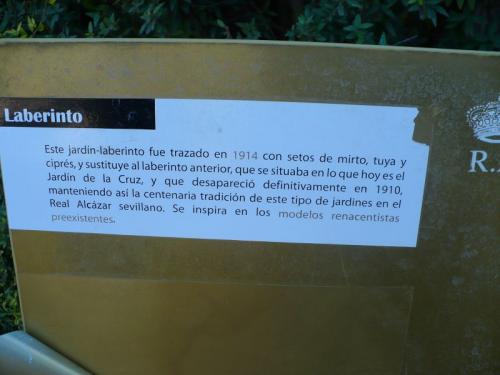 Laberinto
Este jardín-laberinto fue trazado en 1914 con setos de mirto, tuya y
ciprés, y sustituye al laberinto anterior, que se situaba en lo que hoy es el
Jardín de la Cruz, y que desapareció definitivamente en 1910,
manteniendo así la centenaria tradición de este tipo de jardines en el
Real Alcázar sevillano. Se inspira en los modelos renacentistas
preexistentes.
R.